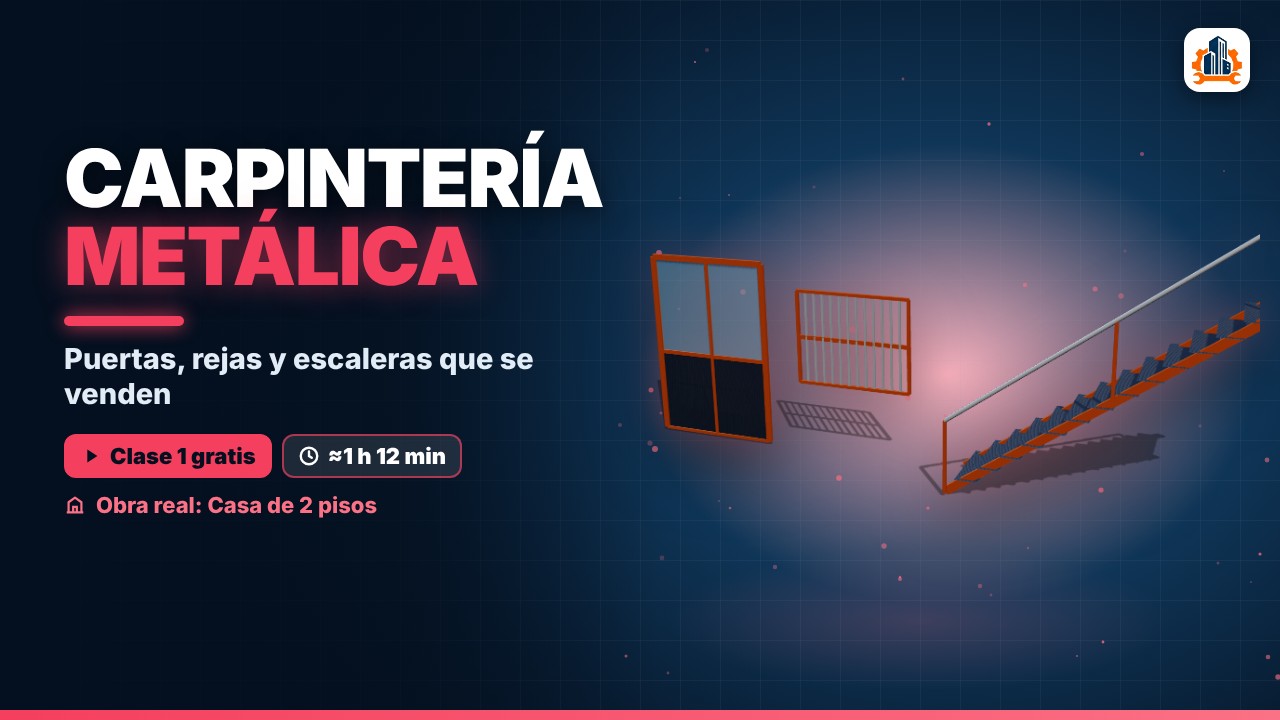 CARPINTERÍA
METÁLICA
Puertas, rejas y escaleras que se
venden
Clase 1 gratis
≈1 h 12 min
Obra real: Casa de 2 pisos